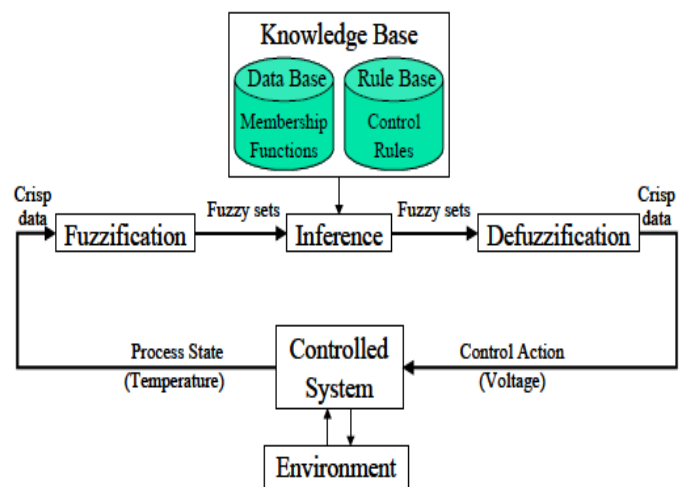 Knowledge Base
Data Base
Rule Base
Membership
Functions
Control
Rules
Crisp
data
Fuzzy sets
Fuzzy sets
Crisp
data
Fuzzification
Inference
Defuzzification
Process State
(Temperature)
Controlled
System
Control Action
(Voltage)
Environment